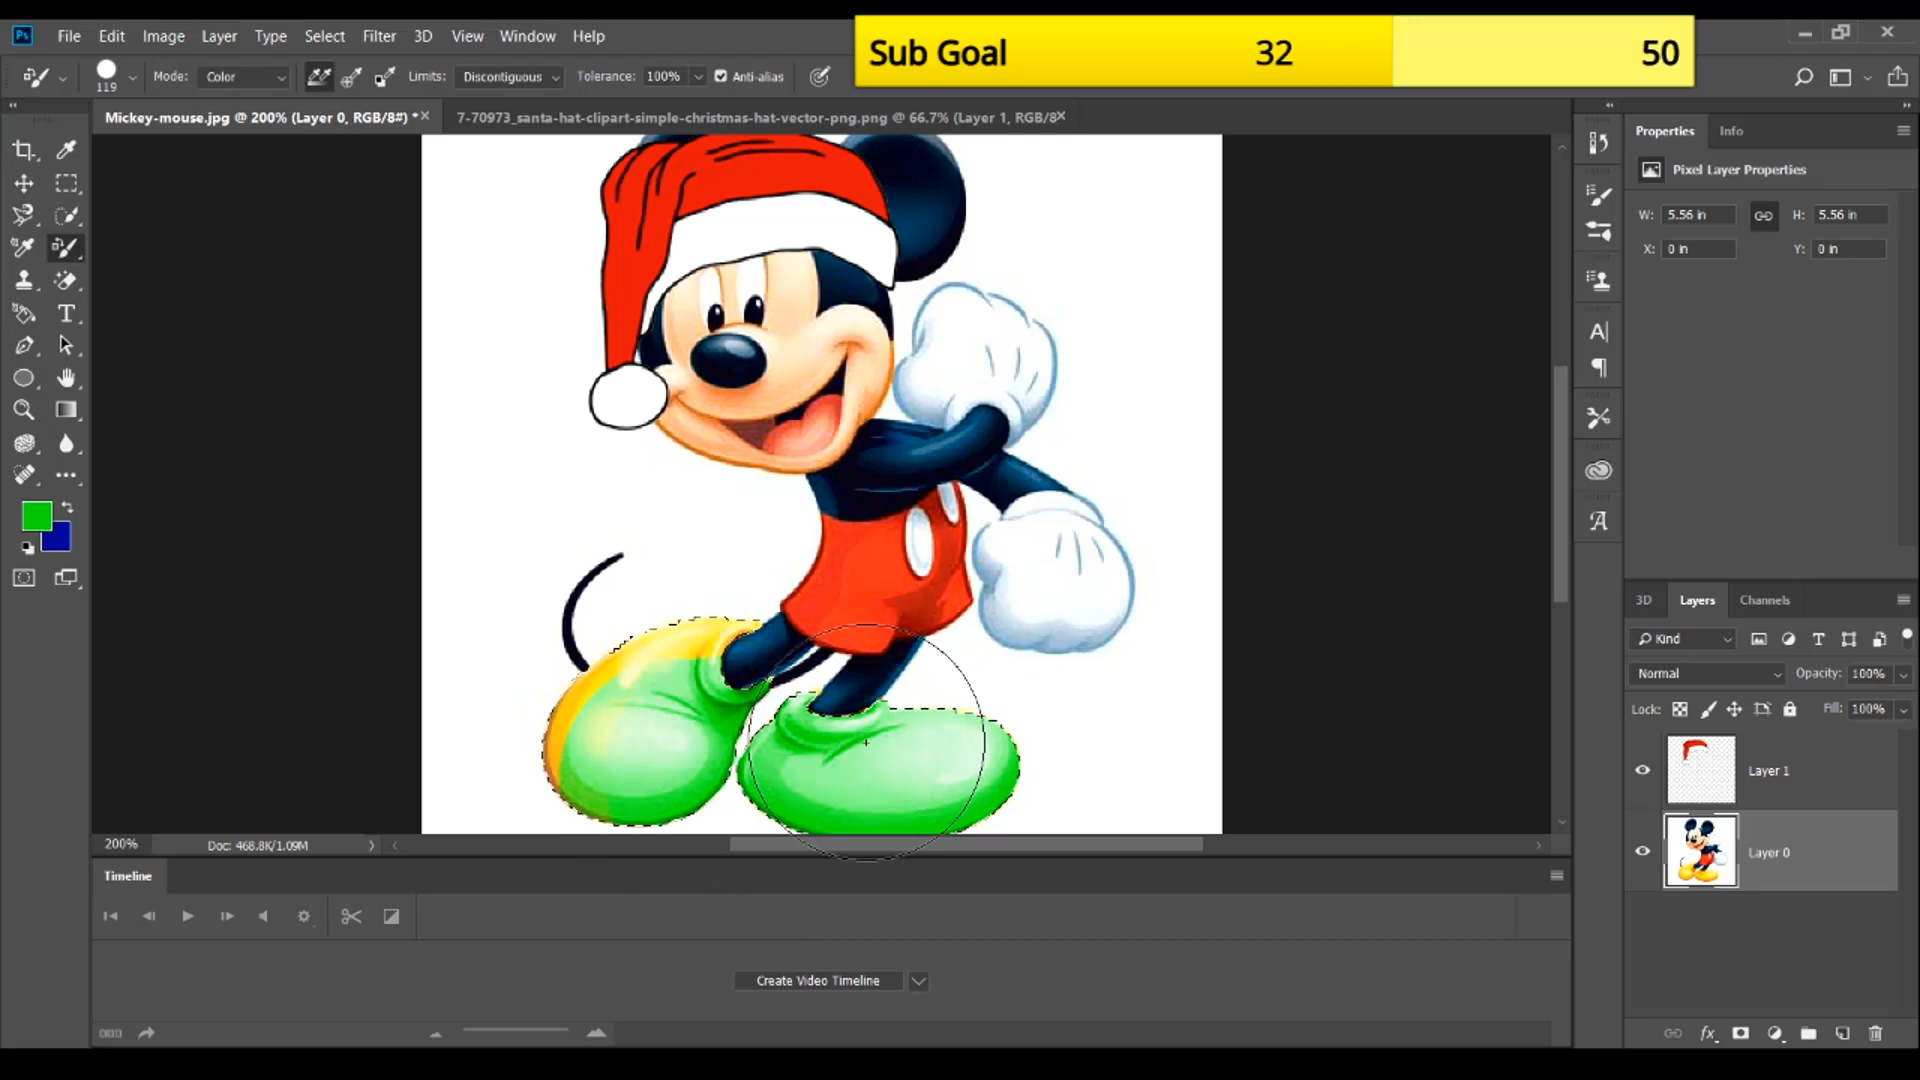 Ps File Edit Image Layer Type Select Filter 3D View Window Help
Sub Goal 32 50
119 Mode: Color Limits: Discontiguous Tolerance: 100% Anti-alias
Mickey-mouse.jpg @ 200% (Layer 0, RGB/8#) * 7-70973_santa-hat-clipart-simple-christmas-hat-vector-png.png @ 66.7% (Layer 1, RGB/8
Properties Info
Pixel Layer Properties
W: 5.56 in H: 5.56 in
X: 0 in Y: 0 in
3D Layers Channels
Kind
Normal Opacity: 100%
Lock: Fill: 100%
Layer 1
Layer 0
200% Doc: 468.8K/1.09M
Timeline
Create Video Timeline
fx